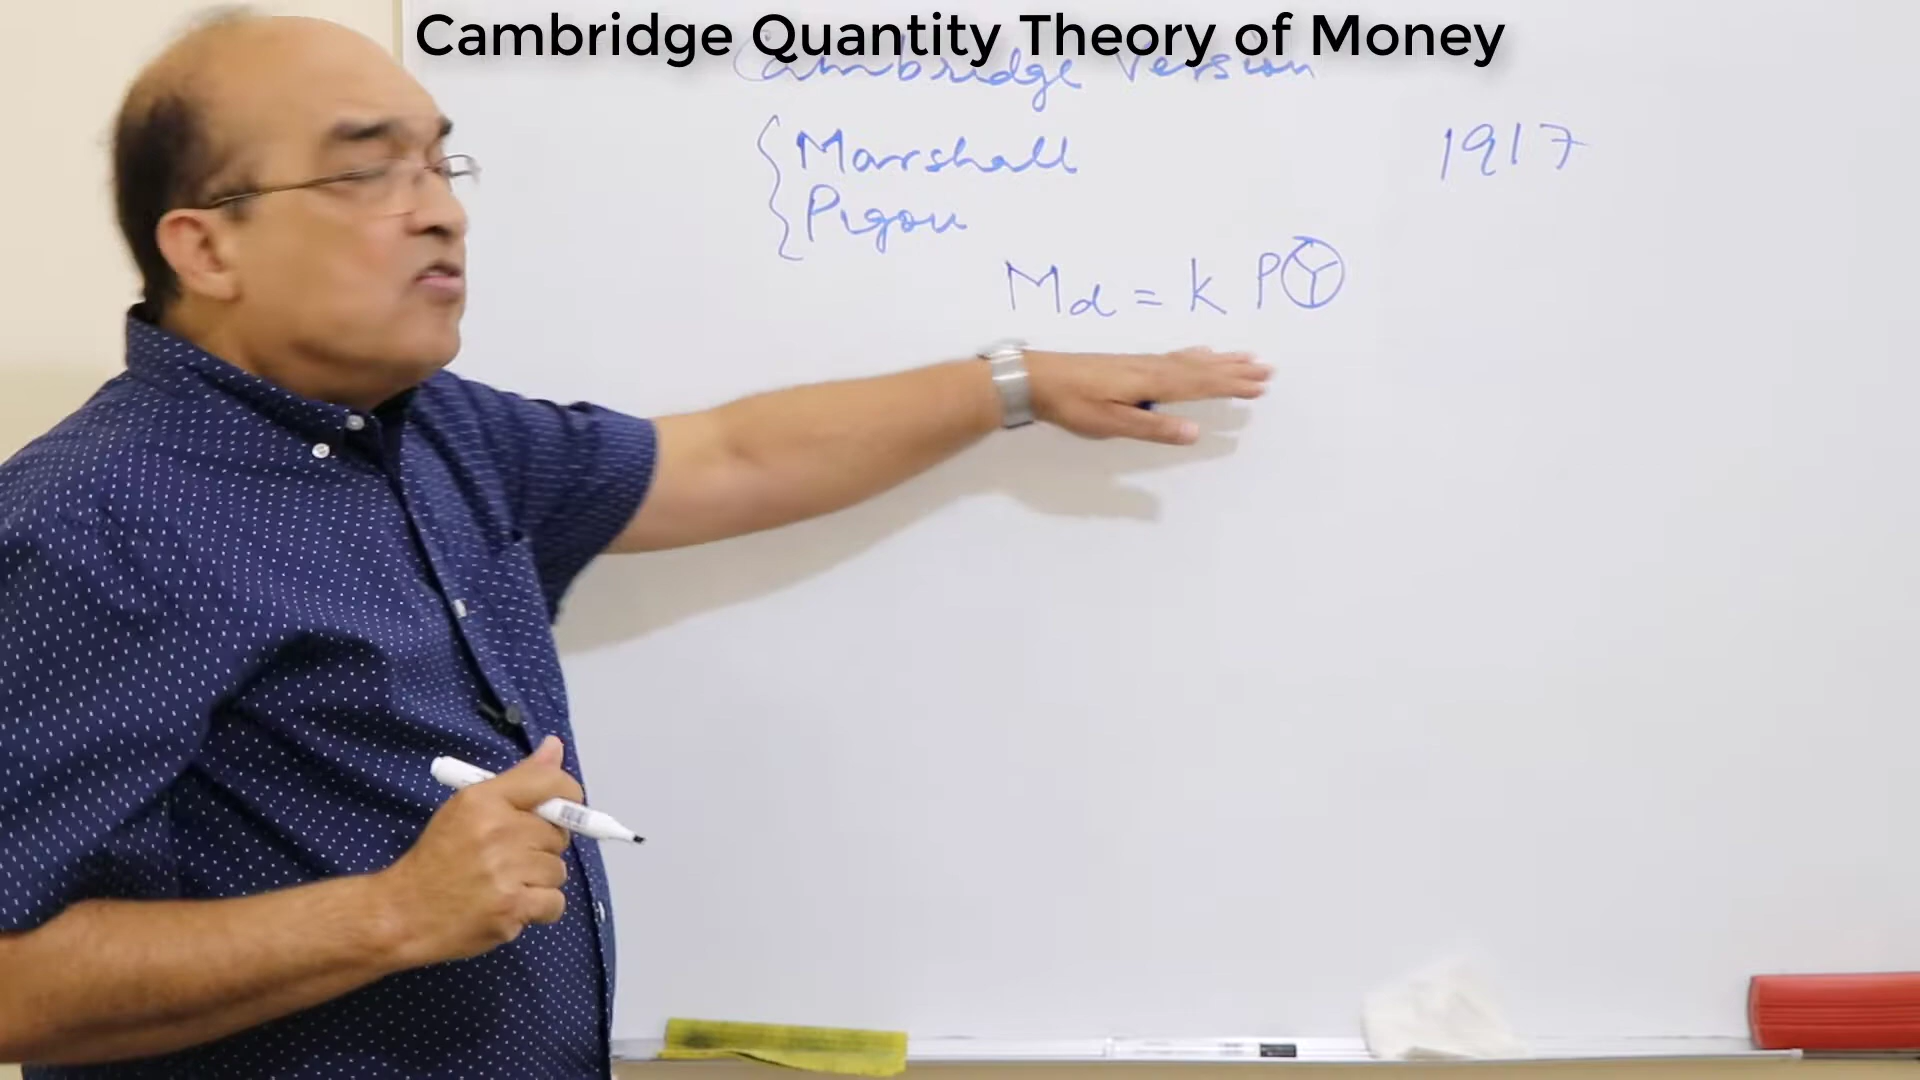 Cambridge Quantity Theory of Money
Cambridge Version
Marshall 1917
Pigou
Md = k PY